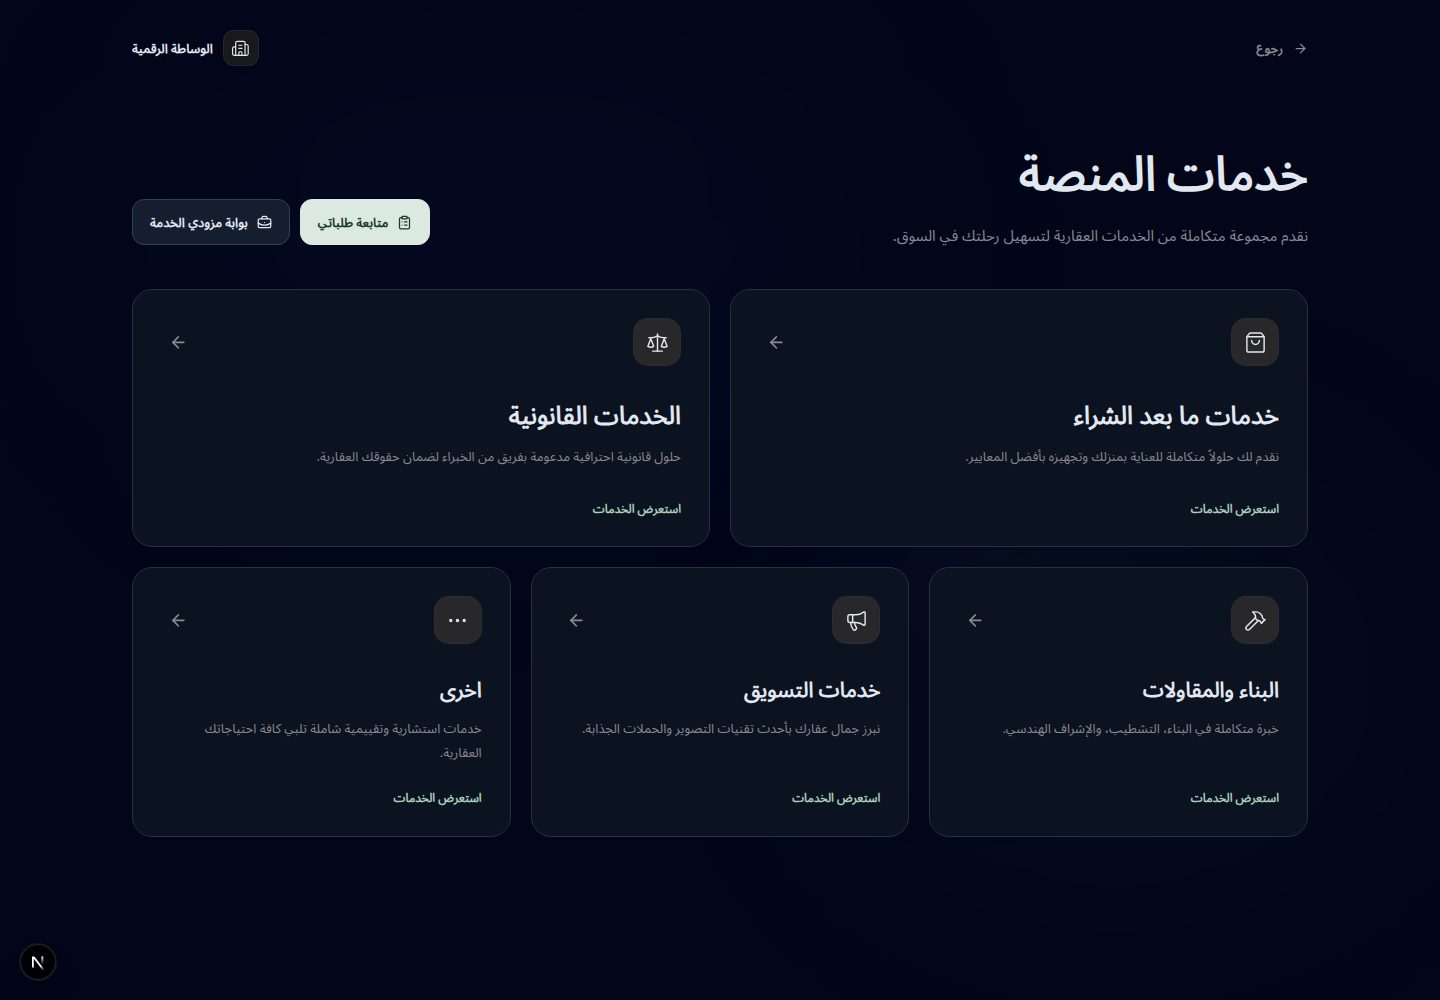 رجوع
الوساطة الرقمية
خدمات المنصة
نقدم مجموعة متكاملة من الخدمات العقارية لتسهيل رحلتك في السوق.
متابعة طلباتي
بوابة مزودي الخدمة
خدمات ما بعد الشراء
نقدم لك حلولاً متكاملة للعناية بمنزلك وتجهيزه بأفضل المعايير.
استعرض الخدمات
الخدمات القانونية
حلول قانونية احترافية مدعومة بفريق من الخبراء لضمان حقوقك العقارية.
استعرض الخدمات
البناء والمقاولات
خبرة متكاملة في البناء، التشطيب، والإشراف الهندسي.
استعرض الخدمات
خدمات التسويق
نبرز جمال عقارك بأحدث تقنيات التصوير والحملات الجذابة.
استعرض الخدمات
اخرى
خدمات استشارية وتقييمية شاملة تلبي كافة احتياجاتك
العقارية.
استعرض الخدمات
N